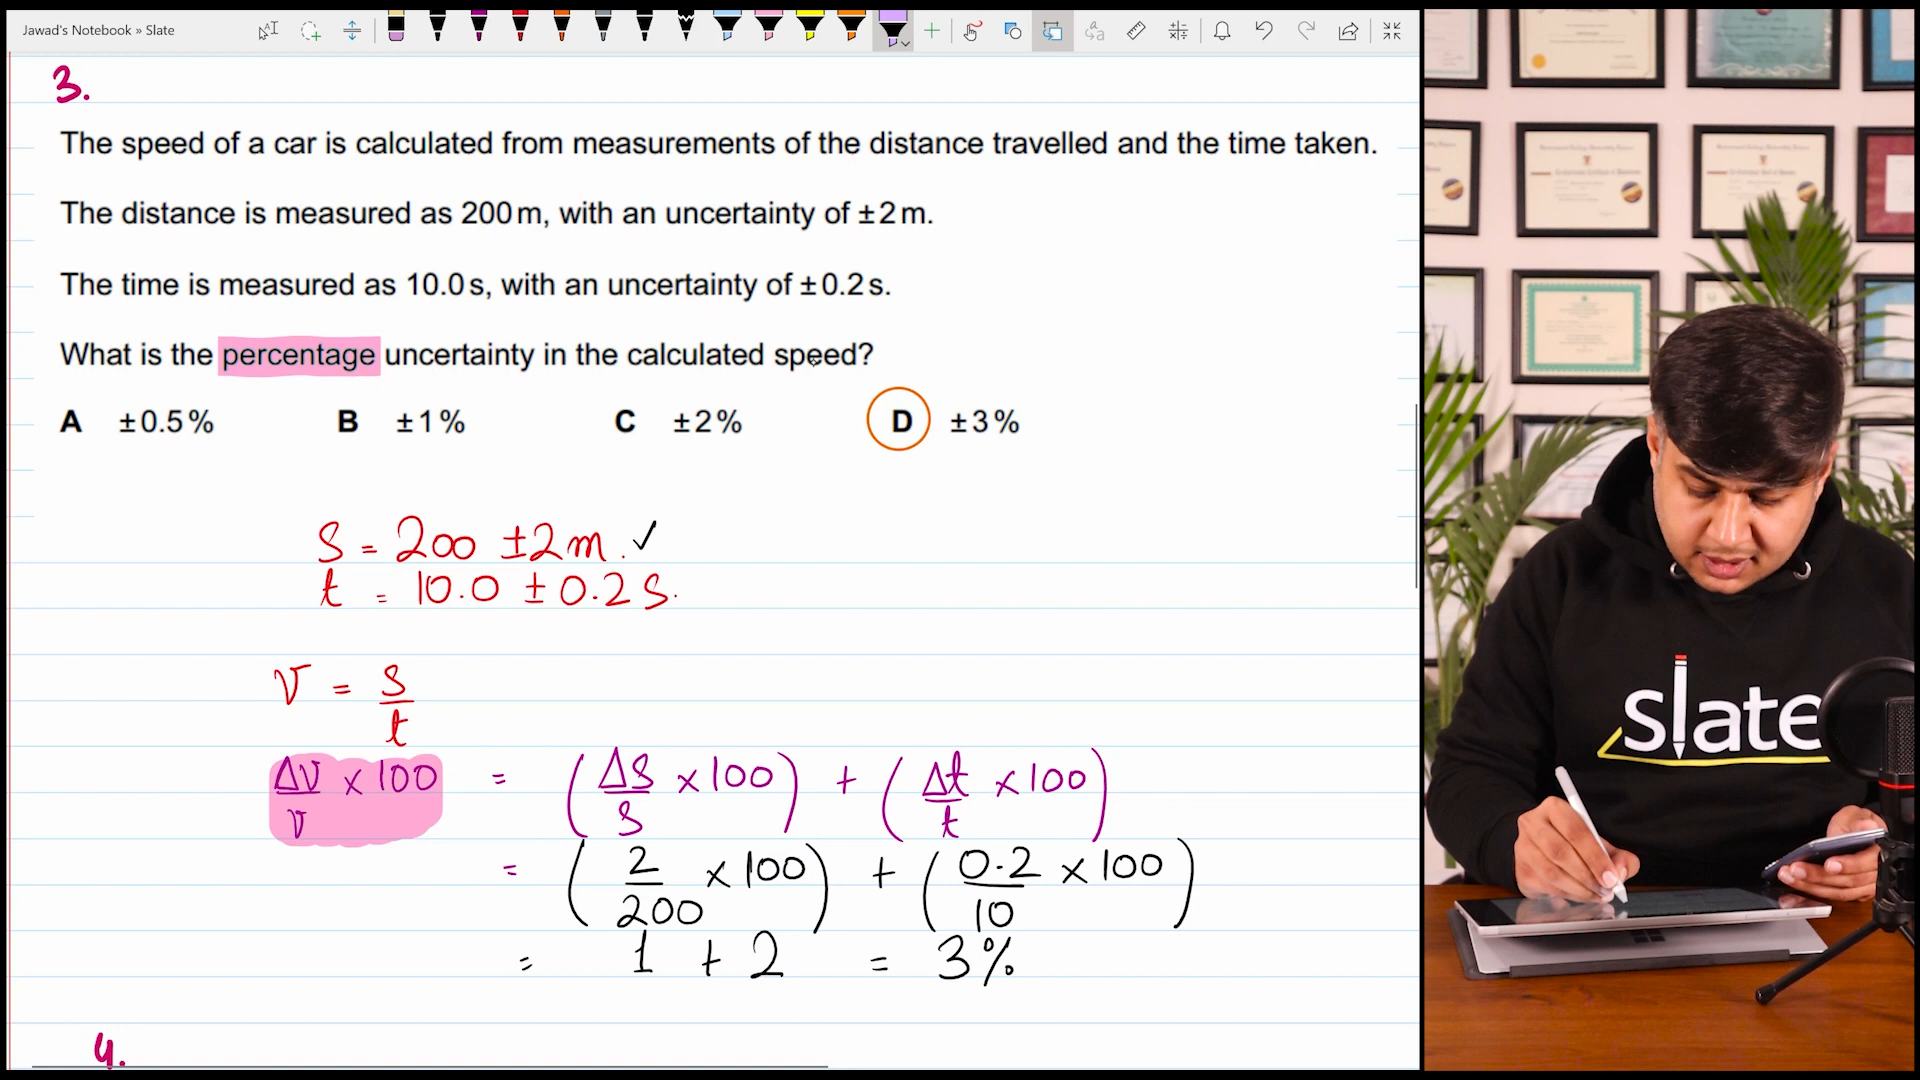 Jawad's Notebook » Slate
3.
The speed of a car is calculated from measurements of the distance travelled and the time taken.
The distance is measured as 200 m, with an uncertainty of ±2 m.
The time is measured as 10.0 s, with an uncertainty of ±0.2 s.
What is the percentage uncertainty in the calculated speed?
A ±0.5% B ±1% C ±2% D ±3%
S = 200 ±2m. ✓
t = 10.0 ±0.2 s.
v = s/t
Δv/v × 100 = (Δs/s × 100) + (Δt/t × 100)
= (2/200 × 100) + (0.2/10 × 100)
= 1 + 2 = 3%
4.
slate